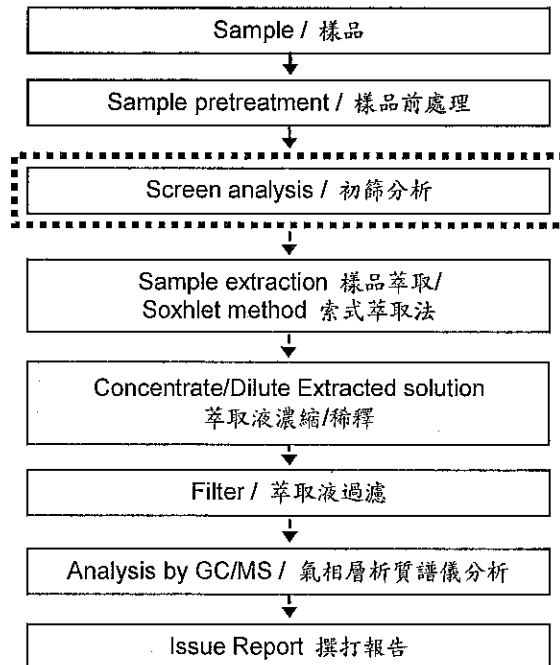 Sample / 樣品
Sample pretreatment / 樣品前處理
Screen analysis / 初篩分析
Sample extraction 樣品萃取/
Soxhlet method 索式萃取法
Concentrate/Dilute Extracted solution
萃取液濃縮/稀釋
Filter / 萃取液過濾
Analysis by GC/MS / 氣相層析質譜儀分析
Issue Report 撰打報告